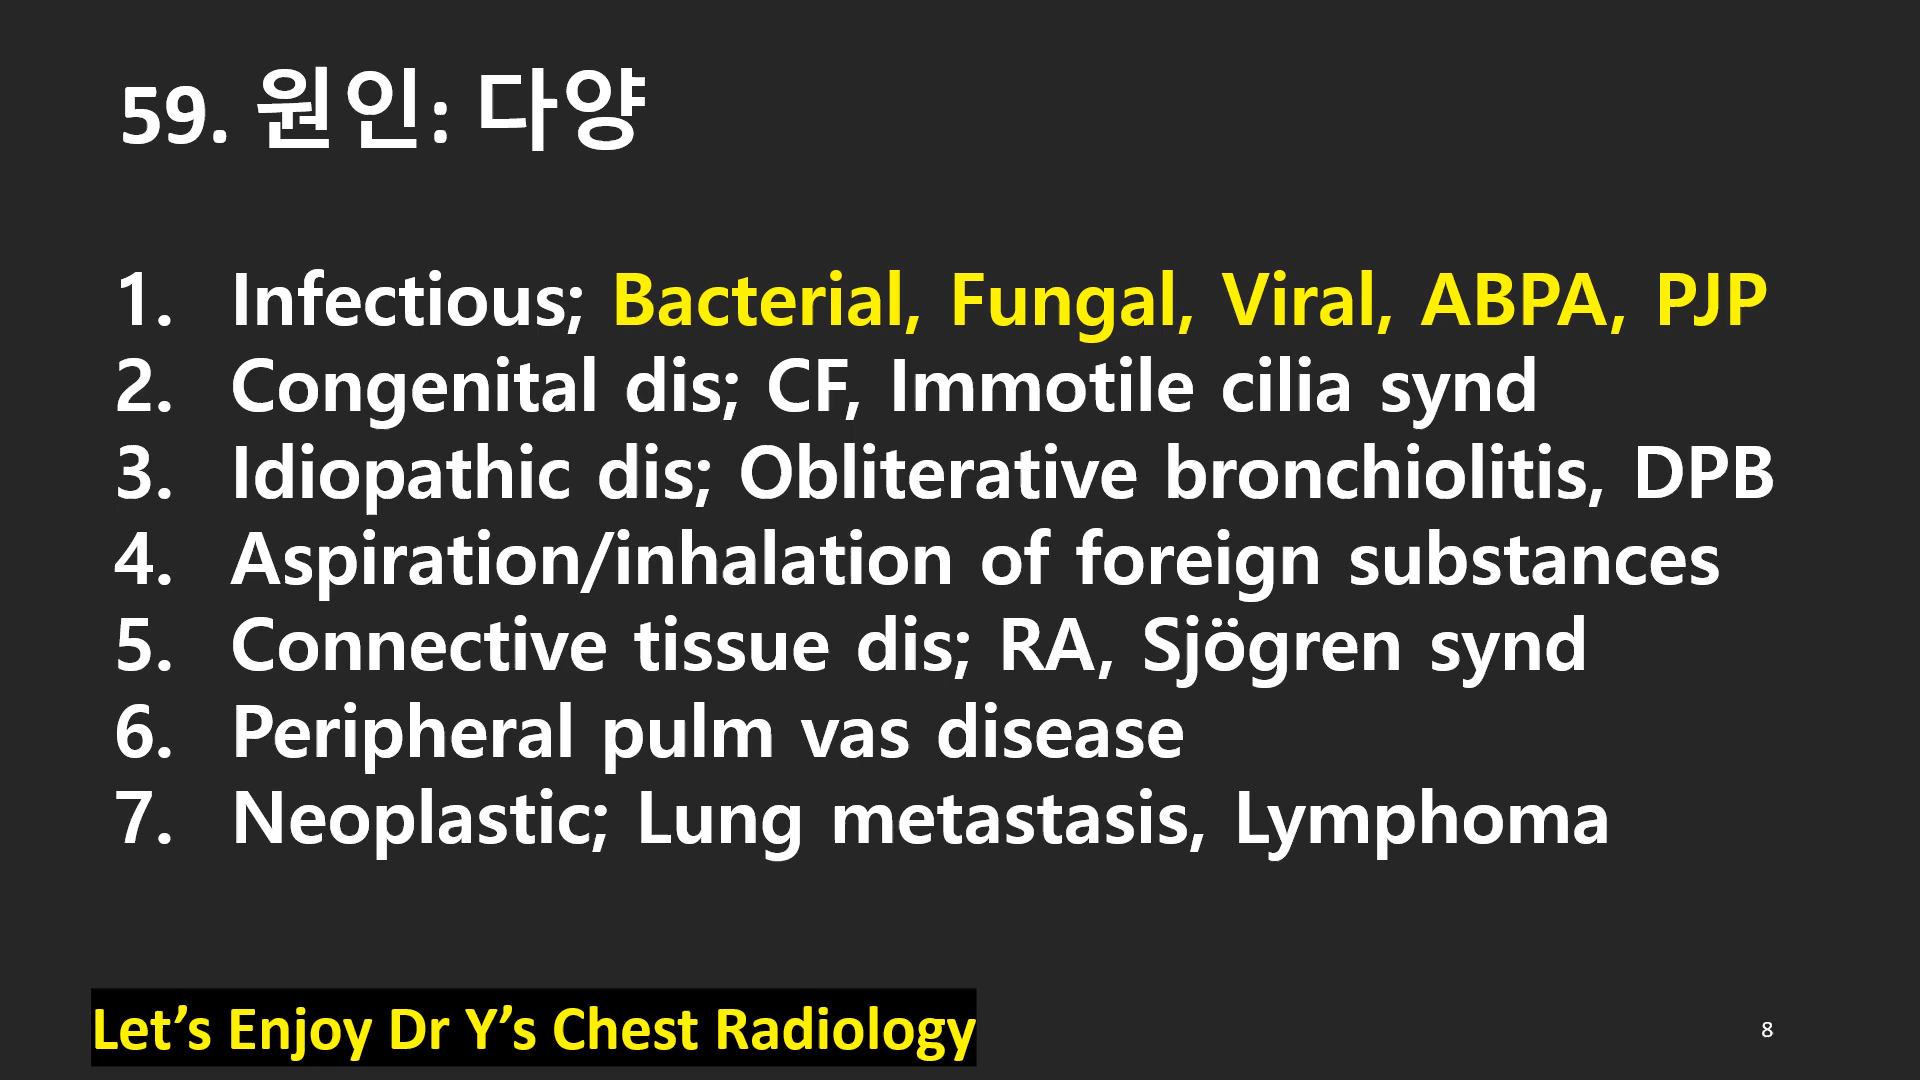 59. 원인: 다양
1. Infectious; Bacterial, Fungal, Viral, ABPA, PJP
2. Congenital dis; CF, Immotile cilia synd
3. Idiopathic dis; Obliterative bronchiolitis, DPB
4. Aspiration/inhalation of foreign substances
5. Connective tissue dis; RA, Sjögren synd
6. Peripheral pulm vas disease
7. Neoplastic; Lung metastasis, Lymphoma
Let’s Enjoy Dr Y’s Chest Radiology
8